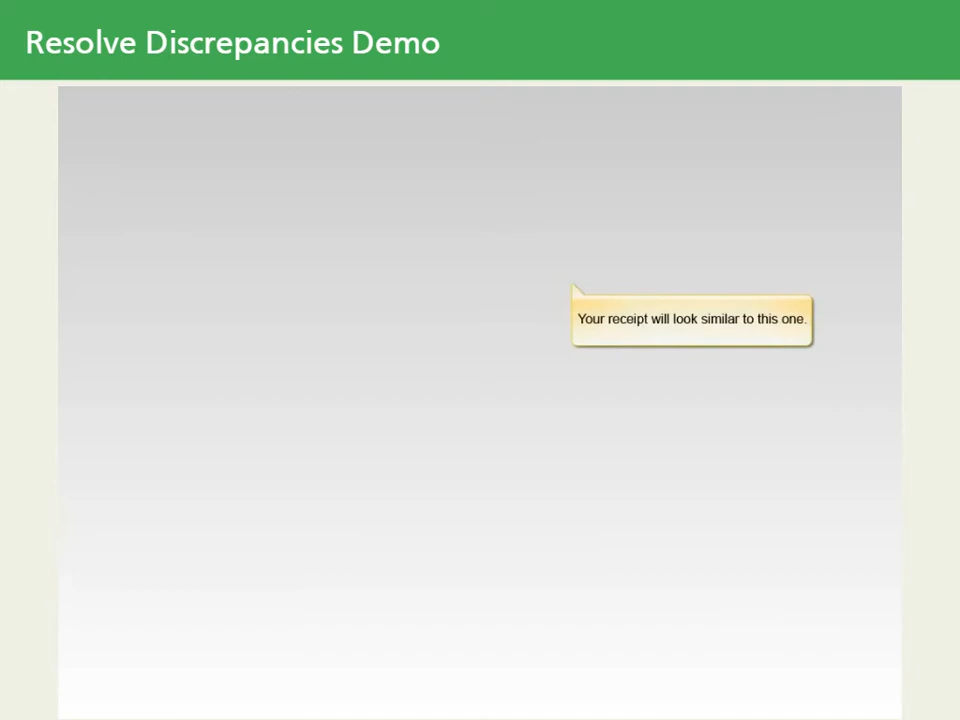 Resolve Discrepancies Demo
Your receipt will look similar to this one.